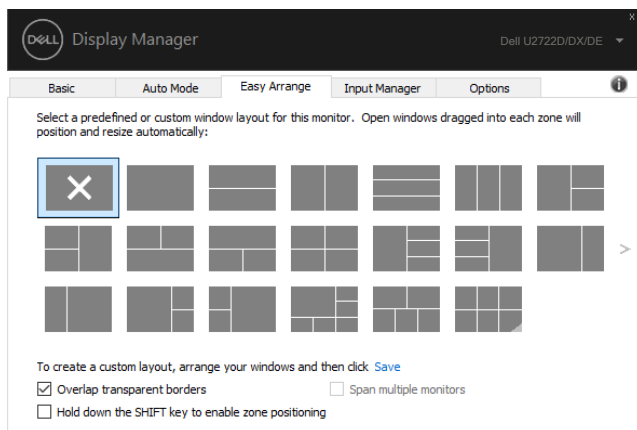 x
DELL Display Manager Dell U2722D/DX/DE
Basic Auto Mode Easy Arrange Input Manager Options i
Select a predefined or custom window layout for this monitor. Open windows dragged into each zone will
position and resize automatically:
>
To create a custom layout, arrange your windows and then click Save
Overlap transparent borders Span multiple monitors
Hold down the SHIFT key to enable zone positioning